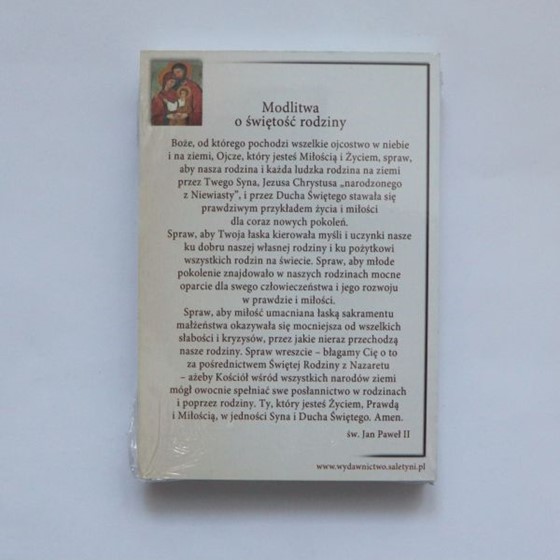 Modlitwa
o świętość rodziny
Boże, od którego pochodzi wszelkie ojcostwo w niebie
i na ziemi, Ojcze, który jesteś Miłością i Życiem, spraw,
aby nasza rodzina i każda ludzka rodzina na ziemi
przez Twego Syna, Jezusa Chrystusa „narodzonego
z Niewiasty”, i przez Ducha Świętego stawała się
prawdziwym przykładem życia i miłości
dla coraz nowych pokoleń.
Spraw, aby Twoja łaska kierowała myśli i uczynki nasze
ku dobru naszej własnej rodziny i ku pożytkowi
wszystkich rodzin na świecie. Spraw, aby młode
pokolenie znajdowało w naszych rodzinach mocne
oparcie dla swego człowieczeństwa i jego rozwoju
w prawdzie i miłości.
Spraw, aby miłość umacniana łaską sakramentu
małżeństwa okazywała się mocniejsza od wszelkich
słabości i kryzysów, przez jakie nieraz przechodzą
nasze rodziny. Spraw wreszcie – błagamy Cię o to
za pośrednictwem Świętej Rodziny z Nazaretu
– ażeby Kościół wśród wszystkich narodów ziemi
mógł owocnie spełniać swe posłannictwo w rodzinach
i poprzez rodziny. Ty, który jesteś Życiem, Prawdą
i Miłością, w jedności Syna i Ducha Świętego. Amen.
św. Jan Paweł II
www.wydawnictwo.saletyni.pl